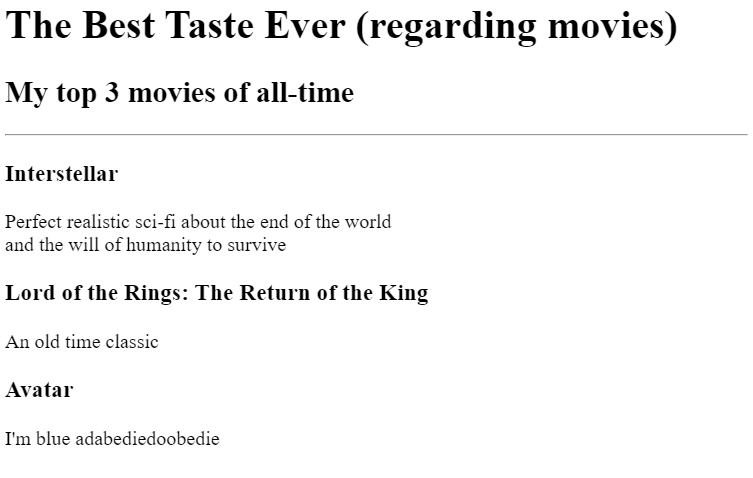 The Best Taste Ever (regarding movies)
My top 3 movies of all-time
Interstellar
Perfect realistic sci-fi about the end of the world
and the will of humanity to survive
Lord of the Rings: The Return of the King
An old time classic
Avatar
I'm blue adabediedoobedie